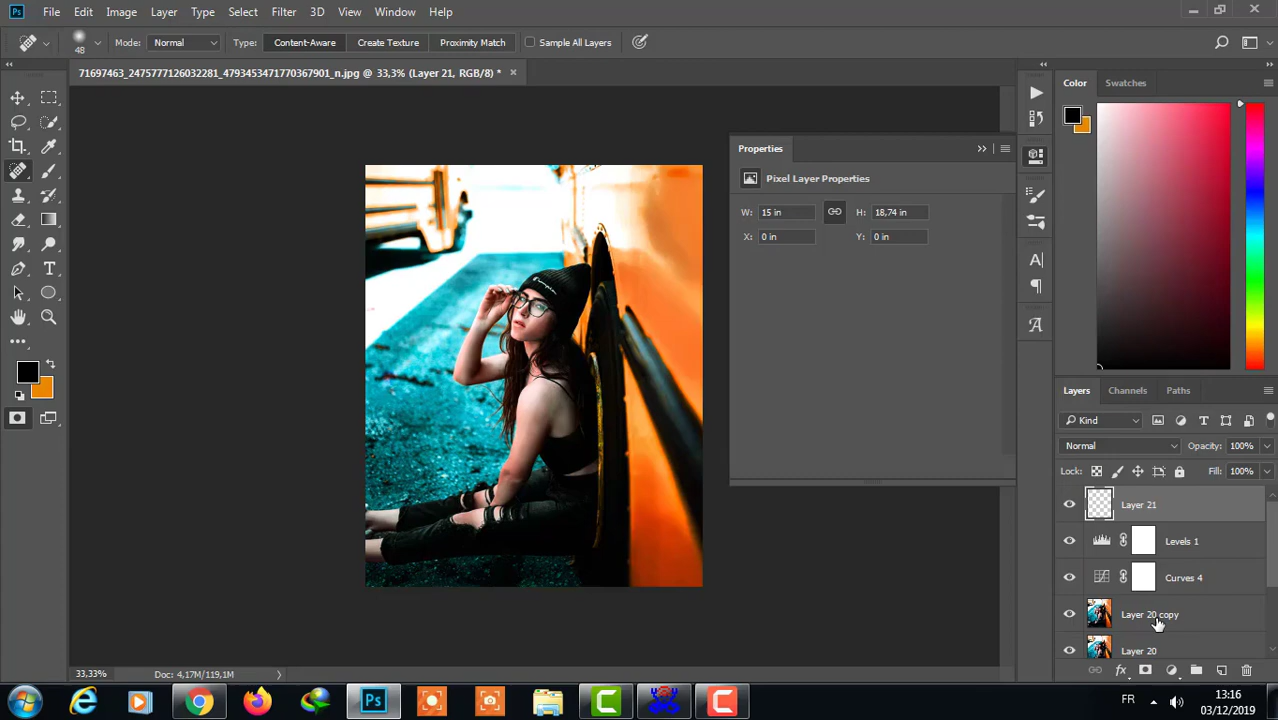 Ps File Edit Image Layer Type Select Filter 3D View Window Help
48 Mode: Normal Type: Content-Aware Create Texture Proximity Match Sample All Layers
71697463_2475777126032281_4793453471770367901_n.jpg @ 33,3% (Layer 21, RGB/8) *
Color Swatches
Properties
Pixel Layer Properties
W: 15 in H: 18,74 in
X: 0 in Y: 0 in
Layers Channels Paths
Kind
Normal Opacity: 100%
Lock: Fill: 100%
Layer 21
Levels 1
Curves 4
Layer 20 copy
Layer 20
fx
33,33% Doc: 4,17M/119,1M
Ps FR 13:16
03/12/2019